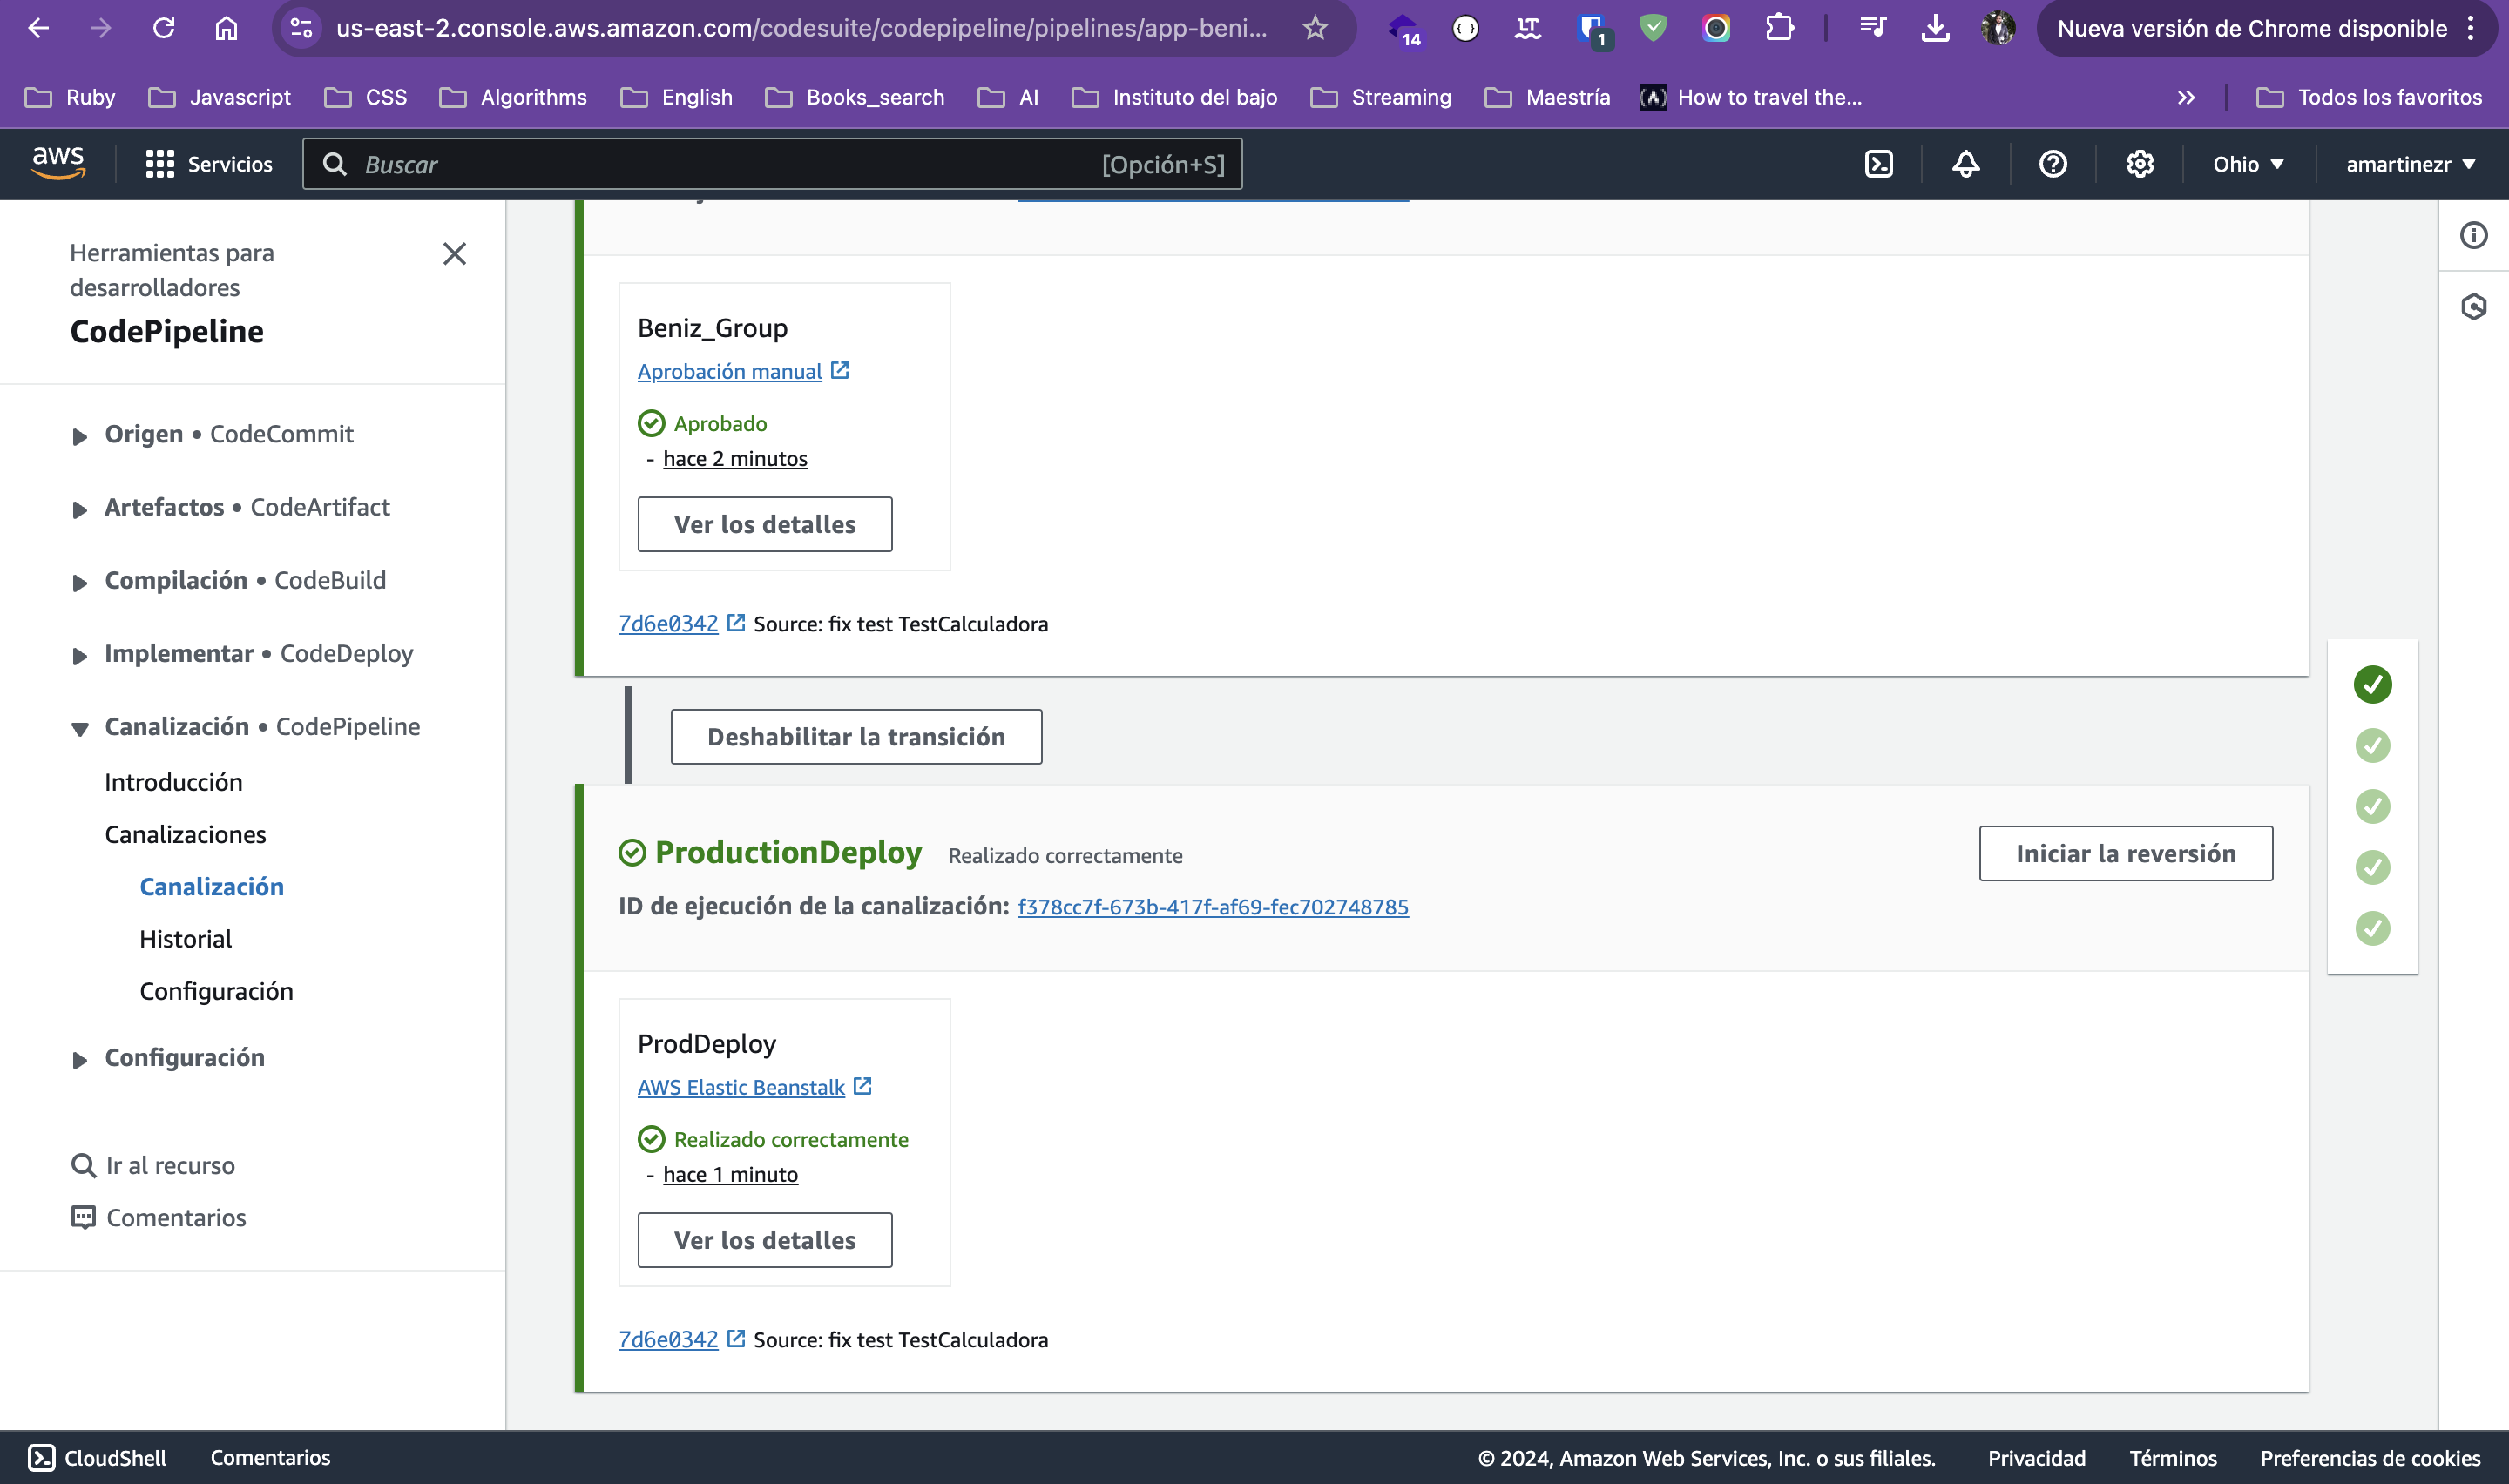 us-east-2.console.aws.amazon.com/codesuite/codepipeline/pipelines/app-beni...
14
{...}
LT
1
Nueva versión de Chrome disponible
Ruby
Javascript
CSS
Algorithms
English
Books_search
AI
Instituto del bajo
Streaming
Maestría
How to travel the...
Todos los favoritos
aws
Servicios
Buscar
[Opción+S]
Ohio
amartinezr
Herramientas para
desarrolladores
CodePipeline
Origen • CodeCommit
Artefactos • CodeArtifact
Compilación • CodeBuild
Implementar • CodeDeploy
Canalización • CodePipeline
Introducción
Canalizaciones
Canalización
Historial
Configuración
Configuración
Ir al recurso
Comentarios
Beniz_Group
Aprobación manual
Aprobado
- hace 2 minutos
Ver los detalles
7d6e0342 Source: fix test TestCalculadora
Deshabilitar la transición
ProductionDeploy Realizado correctamente
Iniciar la reversión
ID de ejecución de la canalización: f378cc7f-673b-417f-af69-fec702748785
ProdDeploy
AWS Elastic Beanstalk
Realizado correctamente
- hace 1 minuto
Ver los detalles
7d6e0342 Source: fix test TestCalculadora
CloudShell
Comentarios
© 2024, Amazon Web Services, Inc. o sus filiales.
Privacidad
Términos
Preferencias de cookies